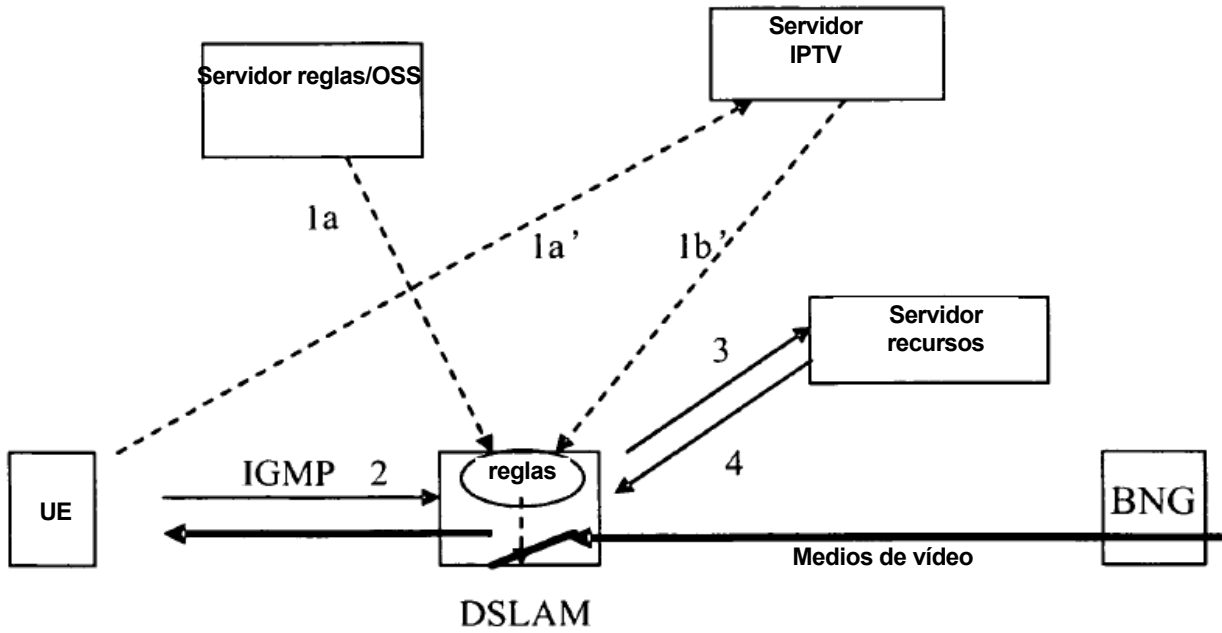 Servidor
IPTV
Servidor reglas/OSS
1a
1a’
1b’
Servidor
recursos
3
4
reglas
IGMP 2
UE
BNG
Medios de vídeo
DSLAM